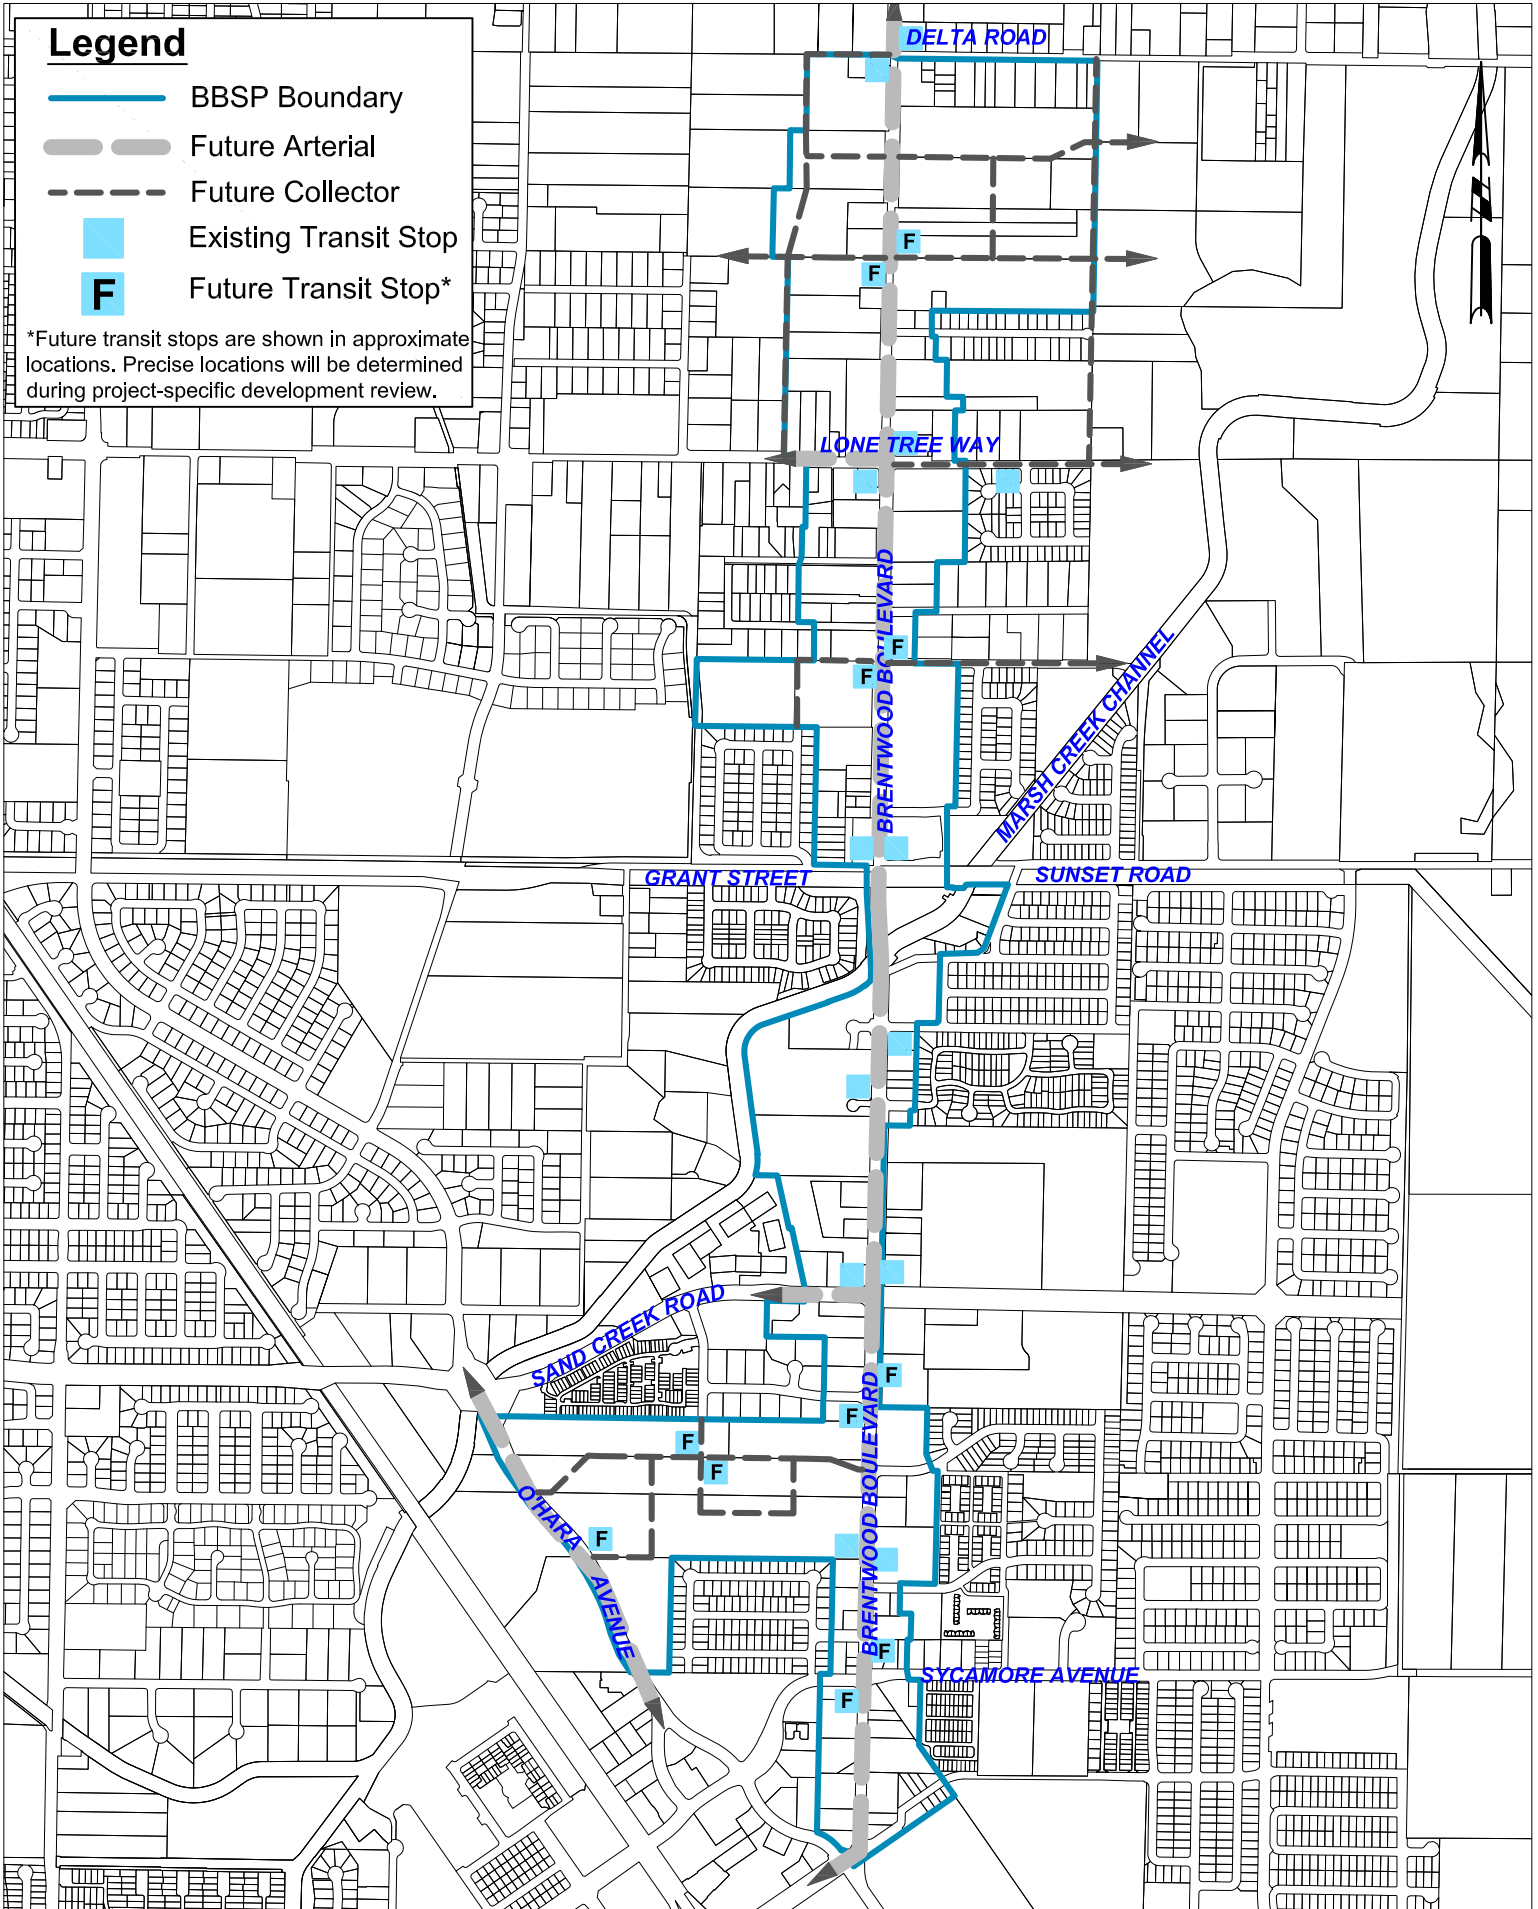 Legend
BBSP Boundary
Future Arterial
Future Collector
Existing Transit Stop
F Future Transit Stop*
*Future transit stops are shown in approximate
locations. Precise locations will be determined
during project-specific development review.
DELTA ROAD
F
F
LONE TREE WAY
BRENTWOOD BOULEVARD
F
F
MARSH CREEK CHANNEL
GRANT STREET
SUNSET ROAD
SAND CREEK ROAD
F
F
BRENTWOOD BOULEVARD
F
F
O'HARA AVENUE
F
F
SYCAMORE AVENUE
F